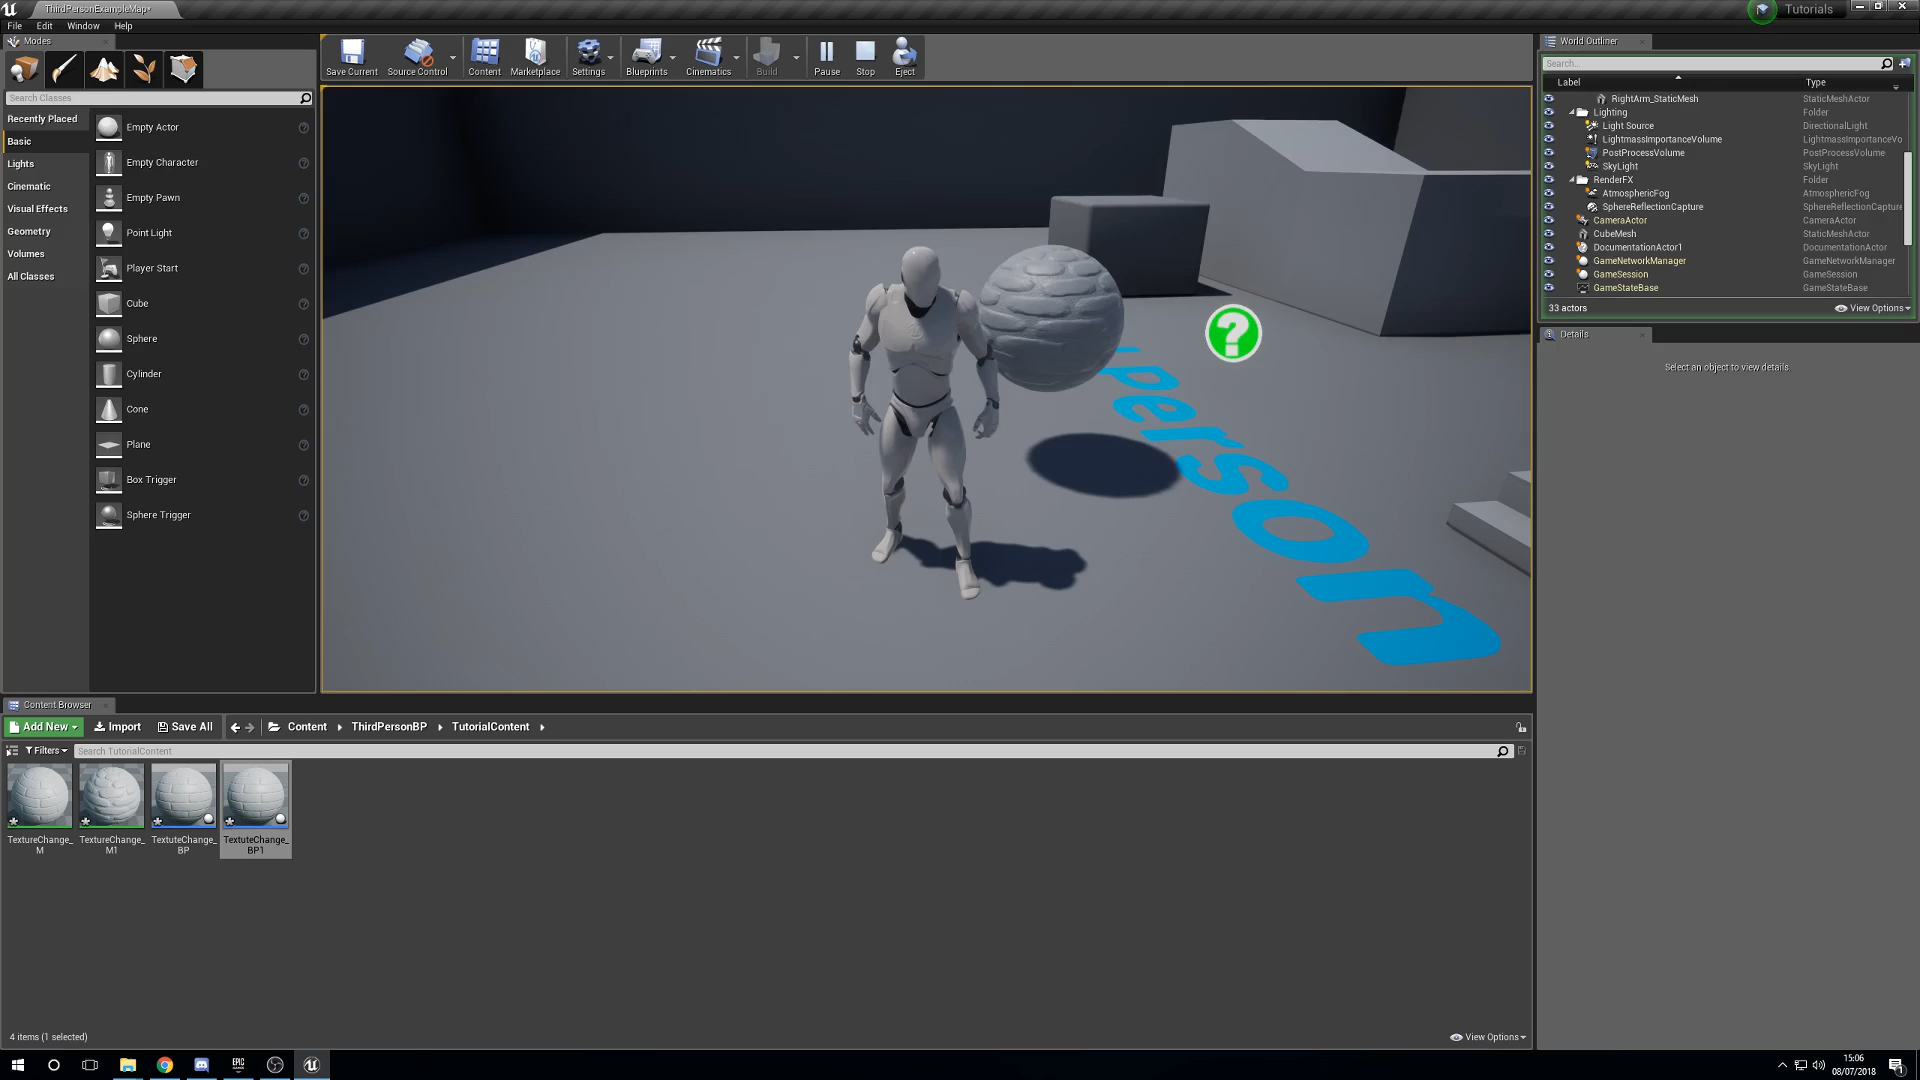 ThirdPersonExampleMap*
Tutorials
File Edit Window Help
Modes
Search Classes
Recently Placed
Basic
Lights
Cinematic
Visual Effects
Geometry
Volumes
All Classes
Empty Actor
Empty Character
Empty Pawn
Point Light
Player Start
Cube
Sphere
Cylinder
Cone
Plane
Box Trigger
Sphere Trigger
Save Current
Source Control
Content
Marketplace
Settings
Blueprints
Cinematics
Build
Pause
Stop
Eject
?
person
World Outliner
Search...
Label Type
RightArm_StaticMesh StaticMeshActor
Lighting Folder
Light Source DirectionalLight
LightmassImportanceVolume LightmassImportanceVo
PostProcessVolume PostProcessVolume
SkyLight SkyLight
RenderFX Folder
AtmosphericFog AtmosphericFog
SphereReflectionCapture SphereReflectionCapture
CameraActor CameraActor
CubeMesh StaticMeshActor
DocumentationActor1 DocumentationActor
GameNetworkManager GameNetworkManager
GameSession GameSession
GameStateBase GameStateBase
33 actors View Options
Details
Select an object to view details.
Content Browser
Add New Import Save All Content ThirdPersonBP TutorialContent
Filters Search TutorialContent
TextureChange_
M
TextureChange_
M1
TextuteChange_
BP
TextuteChange_
BP1
4 items (1 selected)
View Options
EPIC
GAMES
15:06
08/07/2018
1